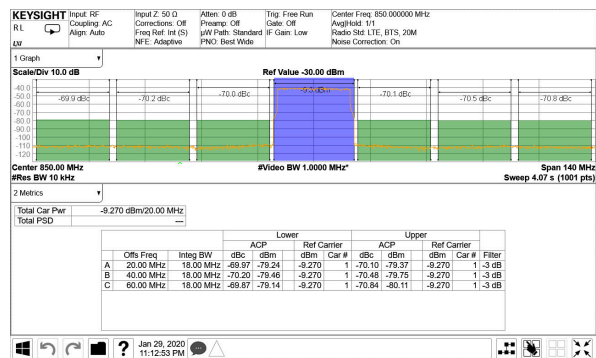 KEYSIGHT Input: RF Input Z: 50 Ω Atten: 0 dB Trig: Free Run Center Freq: 850.000000 MHz
R L Coupling: AC Corrections: Off Preamp: Off Gate: Off Avg|Hold: 1/1
Align: Auto Freq Ref: Int (S) µW Path: Standard IF Gain: Low Radio Std: LTE, BTS, 20M
LXI NFE: Adaptive PNO: Best Wide Noise Correction: On
1 Graph
Scale/Div 10.0 dB Ref Value -30.00 dBm
-40.0
-50.0
-60.0
-70.0
-80.0
-90.0
-100
-110
-120
-69.9 dBc -70.2 dBc -70.0 dBc -9.3 dBm -70.1 dBc -70.5 dBc -70.8 dBc
Center 850.00 MHz #Video BW 1.0000 MHz* Span 140 MHz
#Res BW 10 kHz Sweep 4.07 s (1001 pts)
2 Metrics
Total Car Pwr -9.270 dBm/20.00 MHz
Total PSD ---
Lower Upper
ACP Ref Carrier ACP Ref Carrier
Offs Freq Integ BW dBc dBm dBm Car # dBc dBm dBm Car # Filter
A 20.00 MHz 18.00 MHz -69.97 -79.24 -9.270 1 -70.10 -79.37 -9.270 1 -3 dB
B 40.00 MHz 18.00 MHz -70.20 -79.46 -9.270 1 -70.48 -79.75 -9.270 1 -3 dB
C 60.00 MHz 18.00 MHz -69.87 -79.14 -9.270 1 -70.84 -80.11 -9.270 1 -3 dB
? Jan 29, 2020
11:12:53 PM